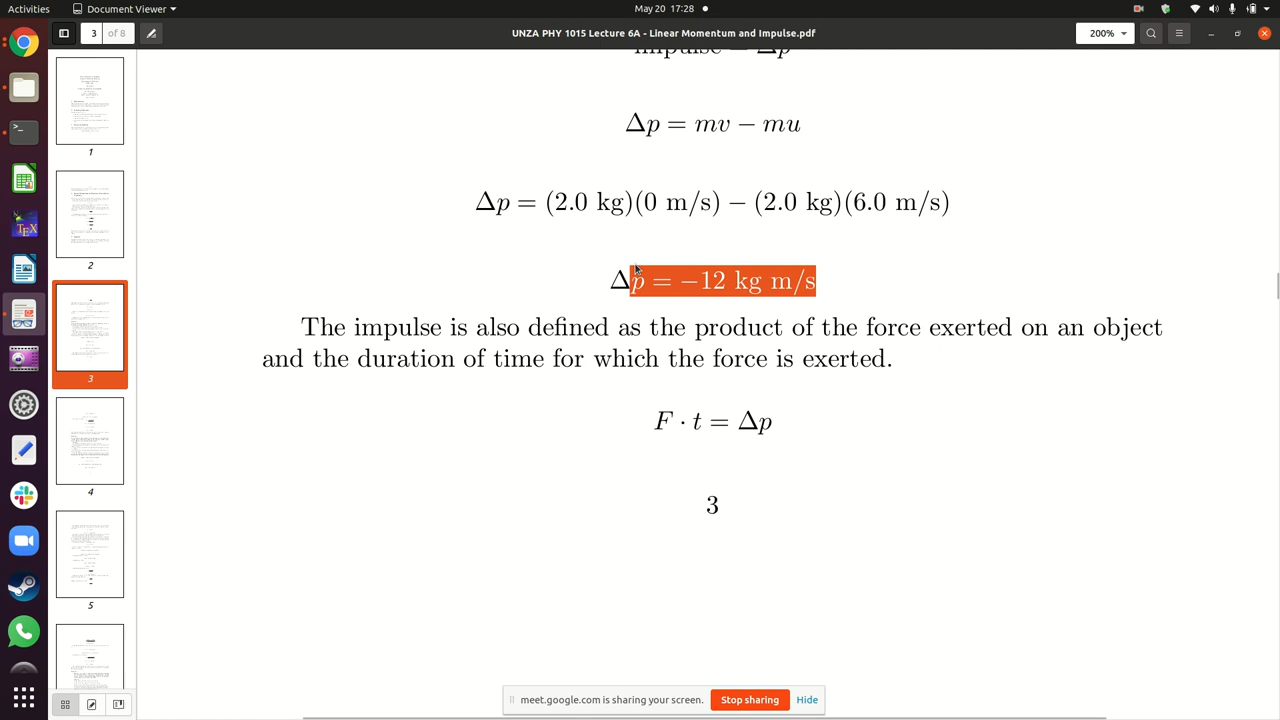 Activities
Document Viewer
May 20 17:28
3 of 8
UNZA PHY 1015 Lecture 6A - Linear Momentum and Impulse.pdf
200%
Impulse = Δp
Δp = mv − mu
Δp = (2.0 kg)(0 m/s) − (2.0 kg)(6.0 m/s)
Δp = −12 kg m/s
The impulse is also defined as the product of the force exerted on an object
and the duration of time for which the force is exerted.
F · t = Δp
3
1
2
3
4
5
meet.google.com is sharing your screen.
Stop sharing
Hide